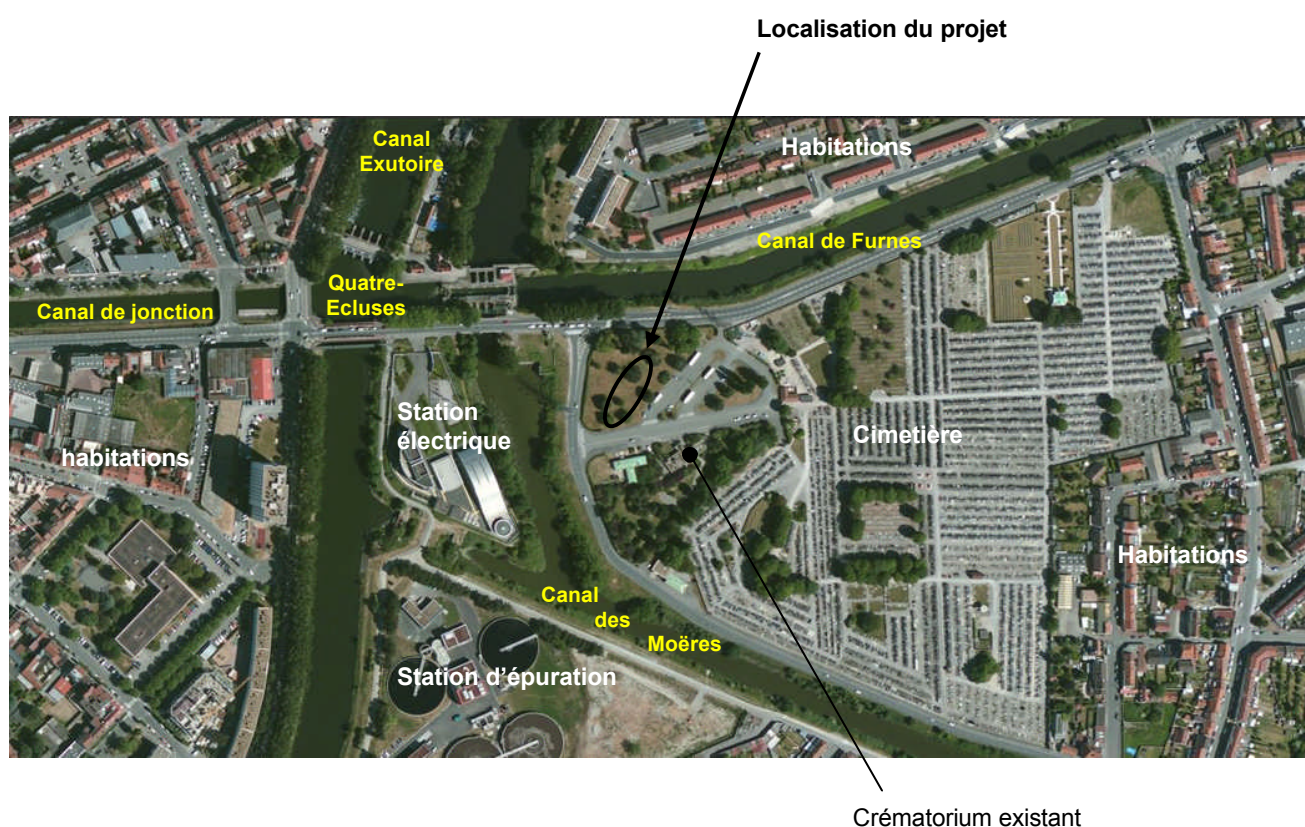 Localisation du projet
Canal
Exutoire
Habitations
Canal de Furnes
Quatre-
Ecluses
Canal de jonction
Station
électrique
Cimetière
habitations
Habitations
Canal
des
Moëres
Station d'épuration
Crématorium existant